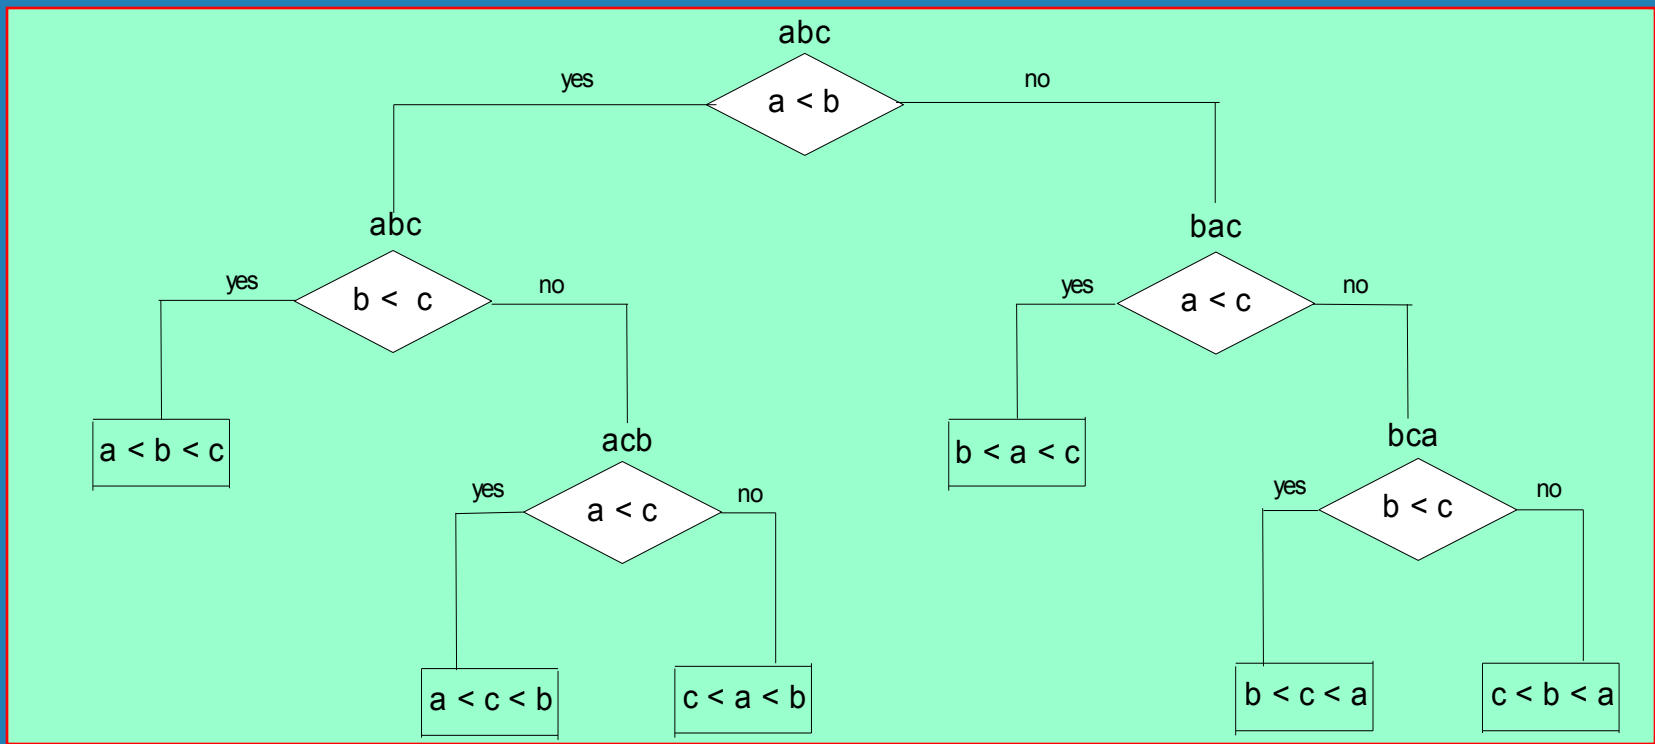 abc
yes
a < b
no
abc
bac
yes
b < c
no
yes
a < c
no
a < b < c
acb
b < a < c
bca
yes
a < c
no
yes
b < c
no
a < c < b
c < a < b
b < c < a
c < b < a